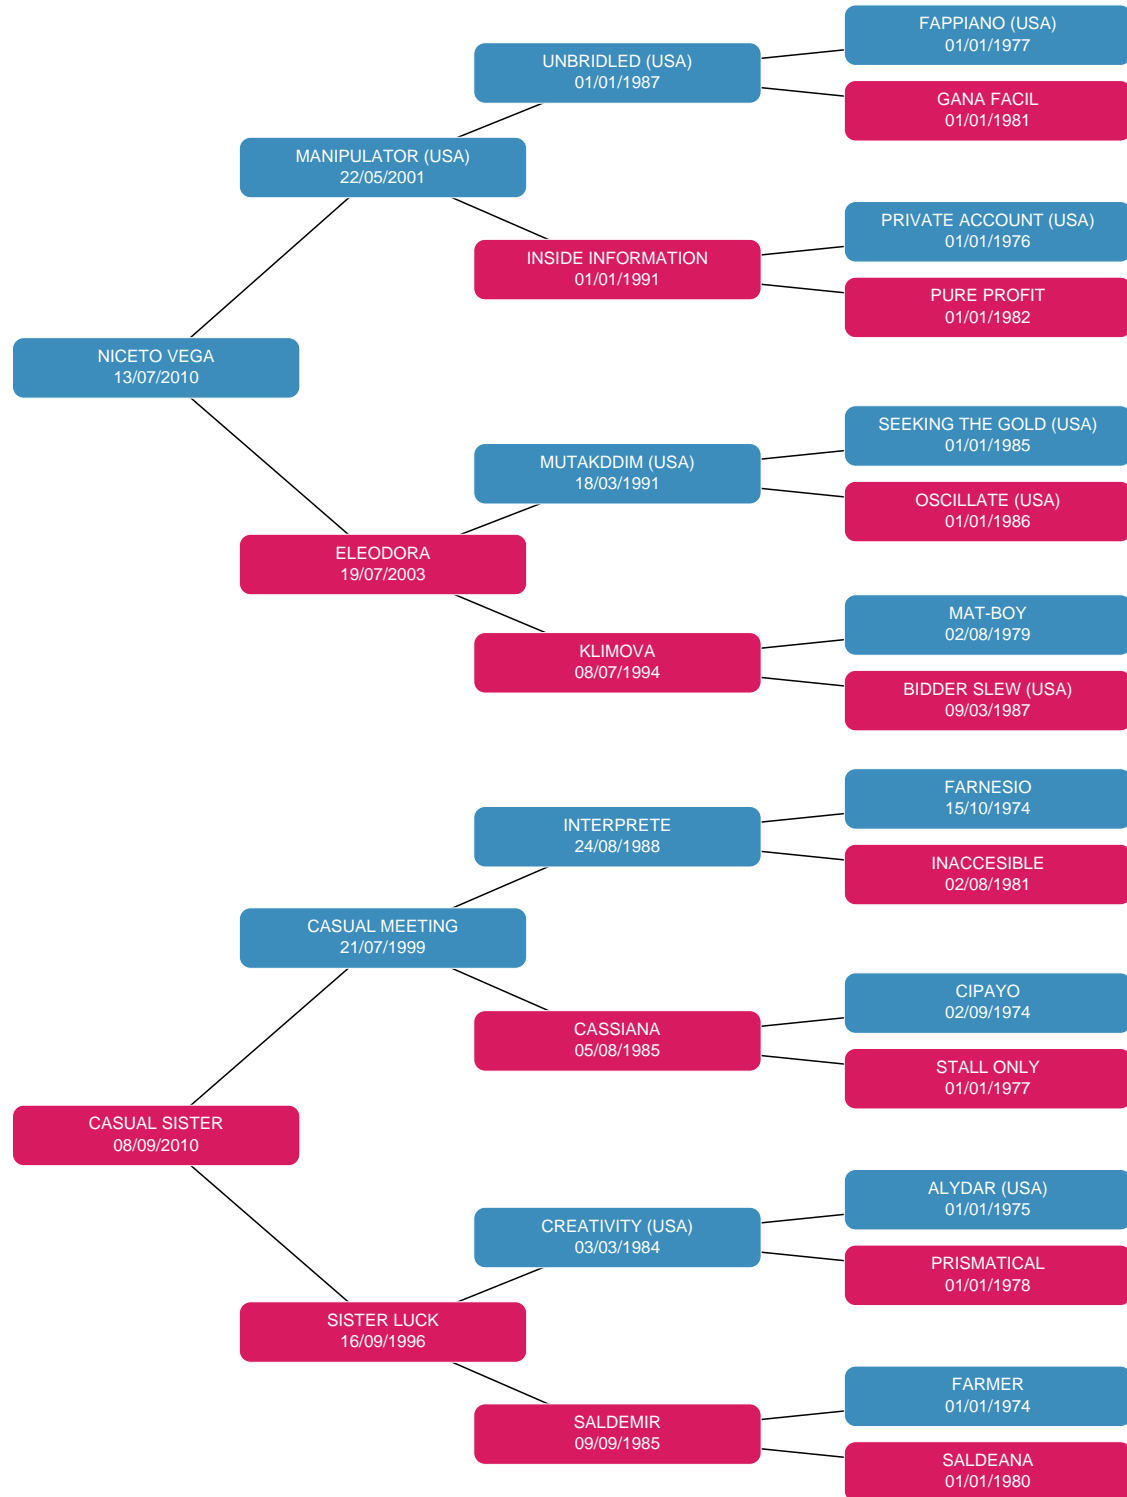 FAPPIANO (USA)
01/01/1977
UNBRIDLED (USA)
01/01/1987
GANA FACIL
01/01/1981
MANIPULATOR (USA)
22/05/2001
PRIVATE ACCOUNT (USA)
01/01/1976
INSIDE INFORMATION
01/01/1991
PURE PROFIT
01/01/1982
NICETO VEGA
13/07/2010
SEEKING THE GOLD (USA)
01/01/1985
MUTAKDDIM (USA)
18/03/1991
OSCILLATE (USA)
01/01/1986
ELEODORA
19/07/2003
MAT-BOY
02/08/1979
KLIMOVA
08/07/1994
BIDDER SLEW (USA)
09/03/1987
FARNESIO
15/10/1974
INTERPRETE
24/08/1988
INACCESIBLE
02/08/1981
CASUAL MEETING
21/07/1999
CIPAYO
02/09/1974
CASSIANA
05/08/1985
STALL ONLY
01/01/1977
CASUAL SISTER
08/09/2010
ALYDAR (USA)
01/01/1975
CREATIVITY (USA)
03/03/1984
PRISMATICAL
01/01/1978
SISTER LUCK
16/09/1996
FARMER
01/01/1974
SALDEMIR
09/09/1985
SALDEANA
01/01/1980